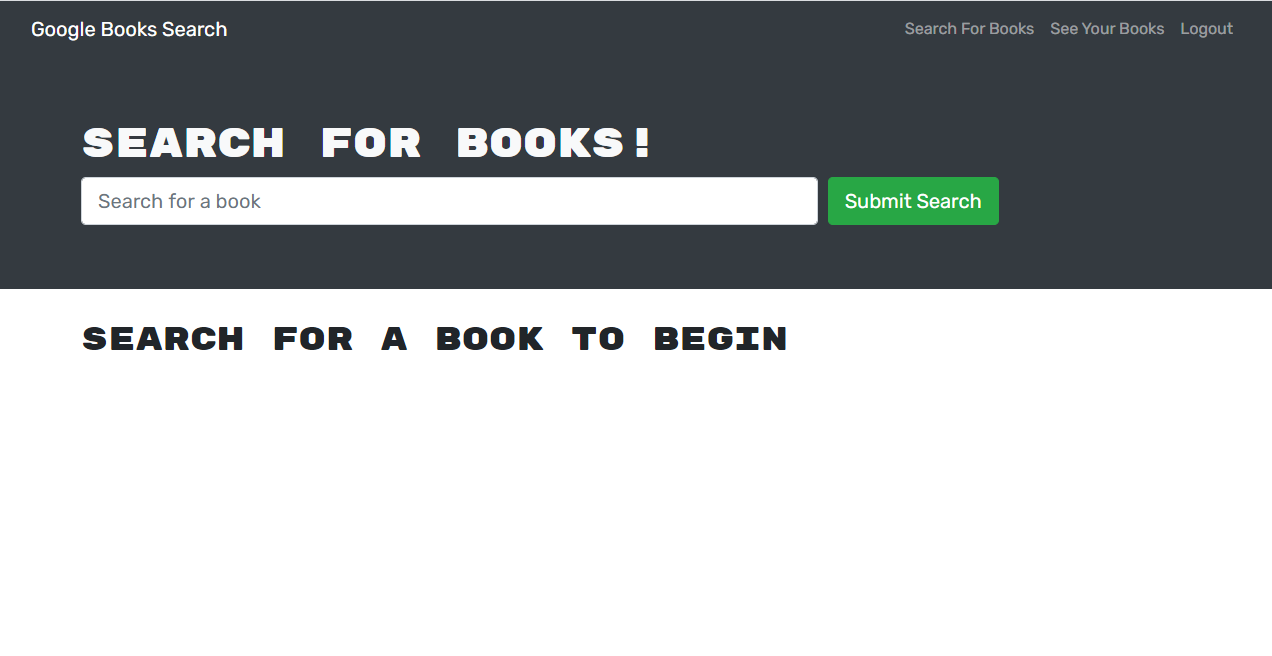 Google Books Search
Search For Books See Your Books Logout
SEARCH FOR BOOKS!
Search for a book
Submit Search
SEARCH FOR A BOOK TO BEGIN